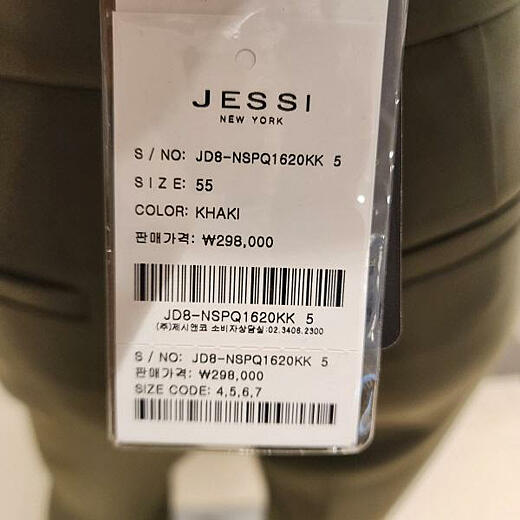 JESSI
NEW YORK
S / NO: JD8-NSPQ1620KK 5
SIZE: 55
COLOR: KHAKI
판매가격: ₩298,000
JD8-NSPQ1620KK 5
(주)제시앤코 소비자상담실:02.3408.2300
S / NO: JD8-NSPQ1620KK 5
판매가격: ₩298,000
SIZE CODE: 4,5,6,7